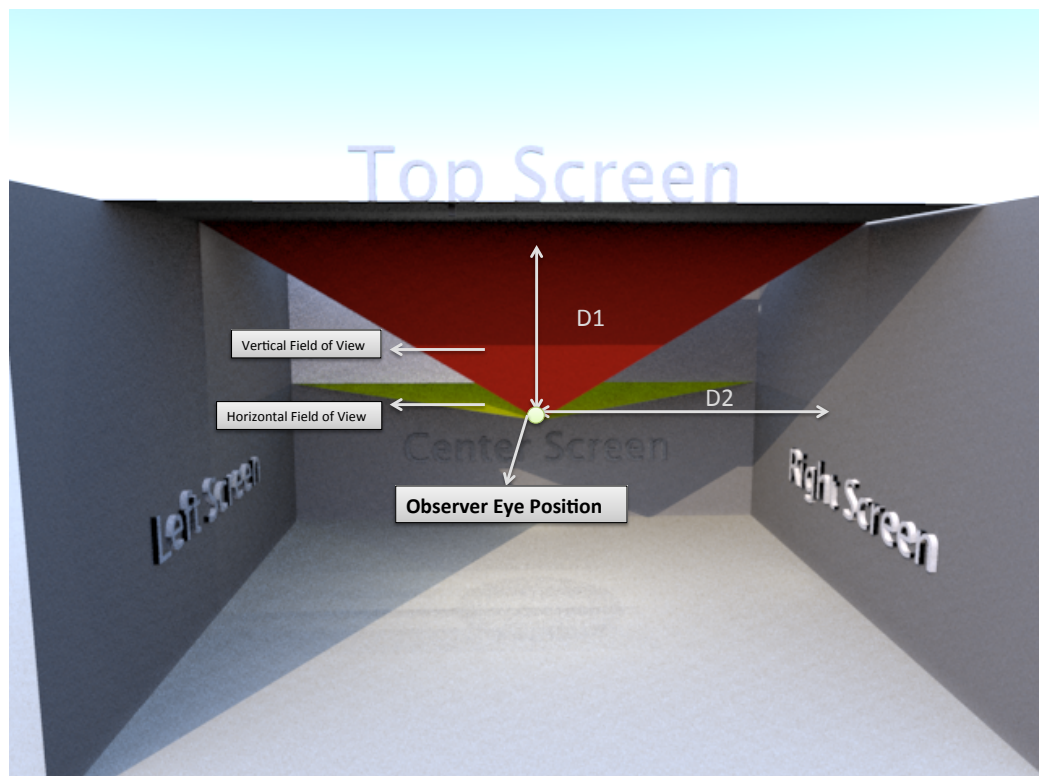 Top Screen
D1
Vertical Field of View
D2
Horizontal Field of View
Center Screen
Left Screen
Right Screen
Observer Eye Position